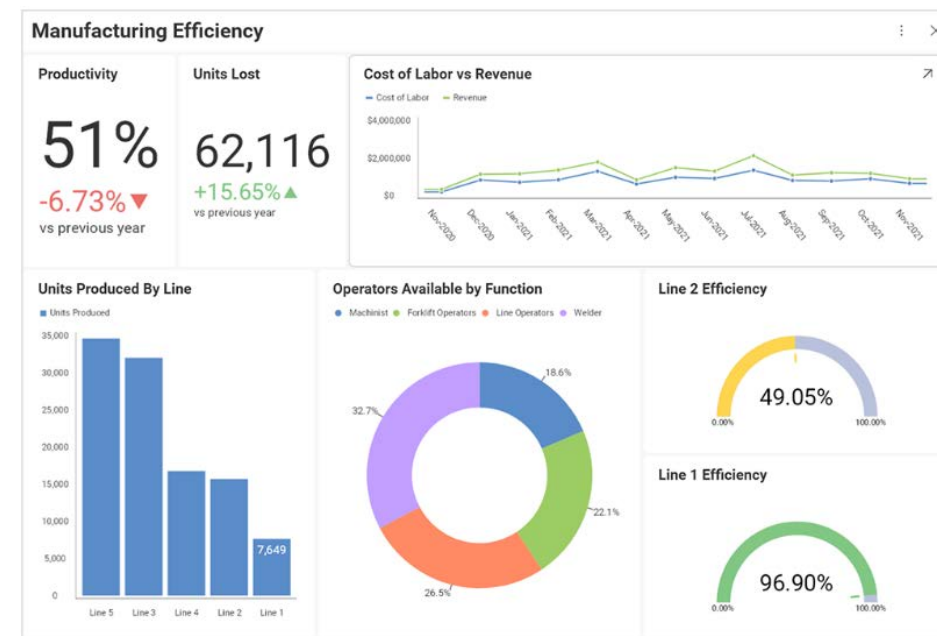 Manufacturing Efficiency
Productivity
51%
-6.73%▼
vs previous year
Units Lost
62,116
+15.65%▲
vs previous year
Cost of Labor vs Revenue
Cost of Labor
Revenue
$4,000,000
$2,000,000
$0
Nov-2020
Dec-2020
Jan-2021
Feb-2021
Mar-2021
Apr-2021
May-2021
Jun-2021
Jul-2021
Aug-2021
Sep-2021
Oct-2021
Nov-2021
Units Produced By Line
Units Produced
35,000
30,000
25,000
20,000
15,000
10,000
5,000
0
7,649
Line 5
Line 3
Line 4
Line 2
Line 1
Operators Available by Function
Machinist
Forklift Operators
Line Operators
Welder
18.6%
32.7%
22.1%
26.5%
Line 2 Efficiency
49.05%
0.00%
100.00%
Line 1 Efficiency
96.90%
0.00%
100.00%